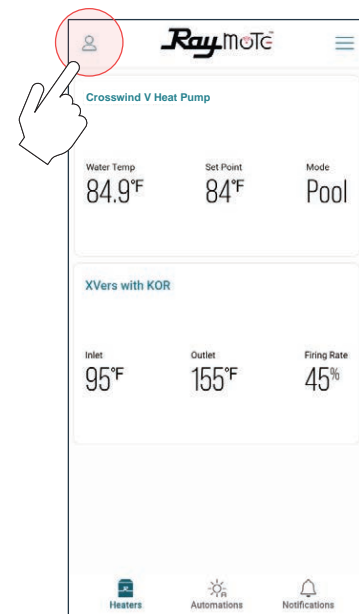 Raymote
Crosswind V Heat Pump
Water Temp Set Point Mode
84.9°F 84°F Pool
XVers with KOR
Inlet Outlet Firing Rate
95°F 155°F 45%
Heaters Automations Notifications